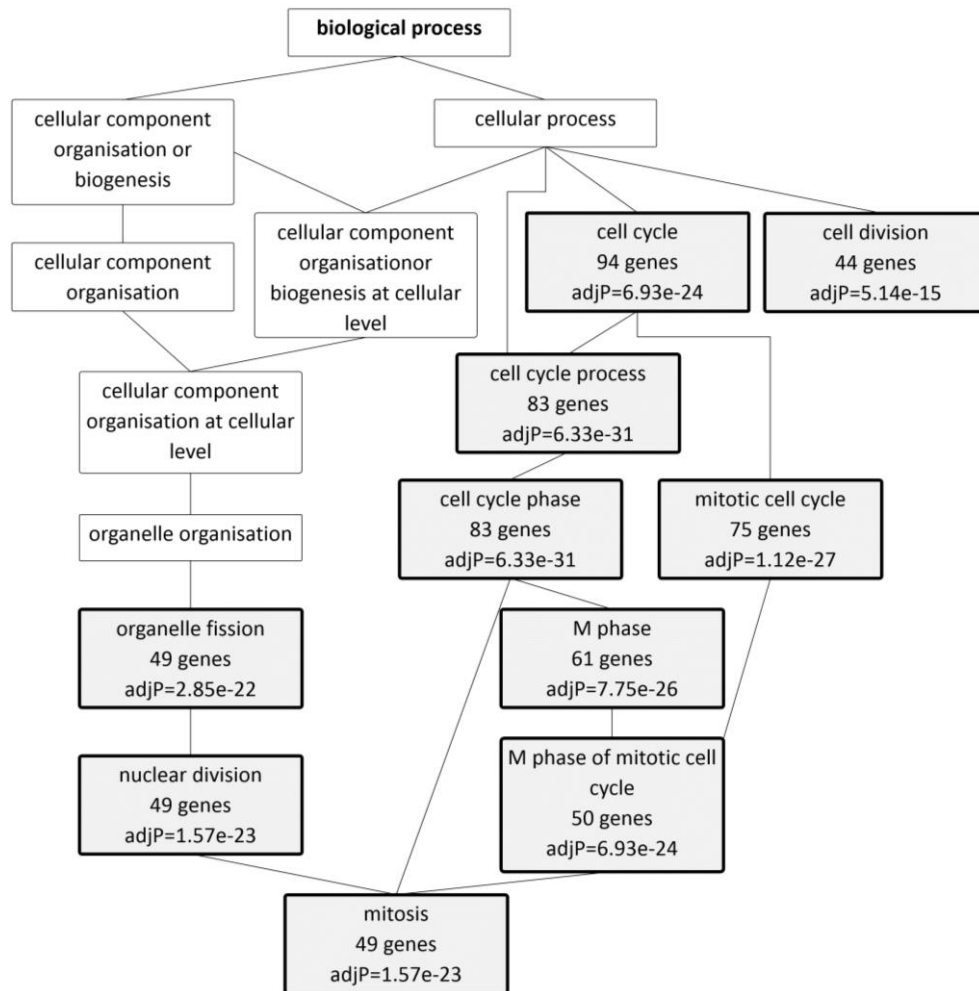 biological process
cellular component
organisation or
biogenesis
cellular process
cellular component
organisation
cellular component
organisationor
biogenesis at cellular
level
cell cycle
94 genes
adjP=6.93e-24
cell division
44 genes
adjP=5.14e-15
cell cycle process
83 genes
adjP=6.33e-31
cellular component
organisation at cellular
level
cell cycle phase
83 genes
adjP=6.33e-31
mitotic cell cycle
75 genes
adjP=1.12e-27
organelle organisation
organelle fission
49 genes
adjP=2.85e-22
M phase
61 genes
adjP=7.75e-26
nuclear division
49 genes
adjP=1.57e-23
M phase of mitotic cell
cycle
50 genes
adjP=6.93e-24
mitosis
49 genes
adjP=1.57e-23